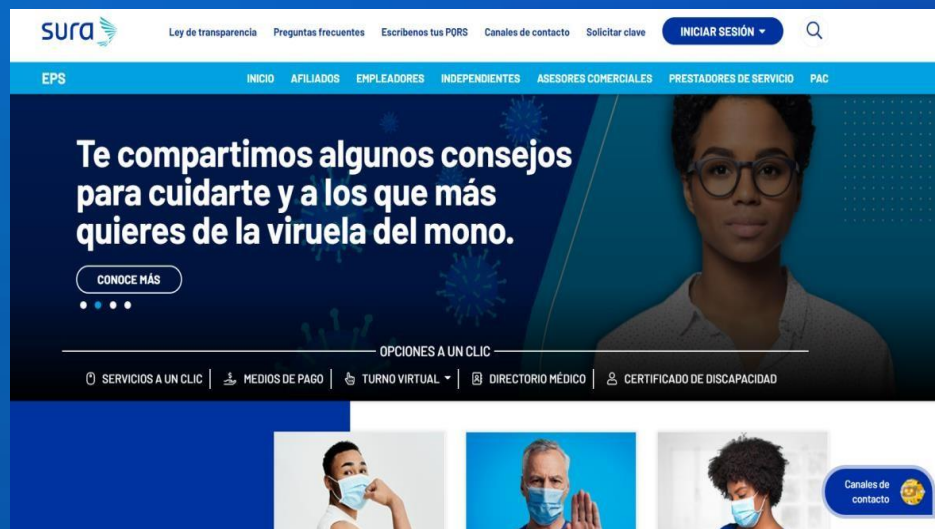 sura
Ley de transparencia Preguntas frecuentes Escríbenos tus PQRS Canales de contacto Solicitar clave INICIAR SESIÓN
EPS INICIO AFILIADOS EMPLEADORES INDEPENDIENTES ASESORES COMERCIALES PRESTADORES DE SERVICIO PAC
Te compartimos algunos consejos
para cuidarte y a los que más
quieres de la viruela del mono.
CONOCE MÁS
OPCIONES A UN CLIC
SERVICIOS A UN CLIC MEDIOS DE PAGO TURNO VIRTUAL DIRECTORIO MÉDICO CERTIFICADO DE DISCAPACIDAD
Canales de
contacto